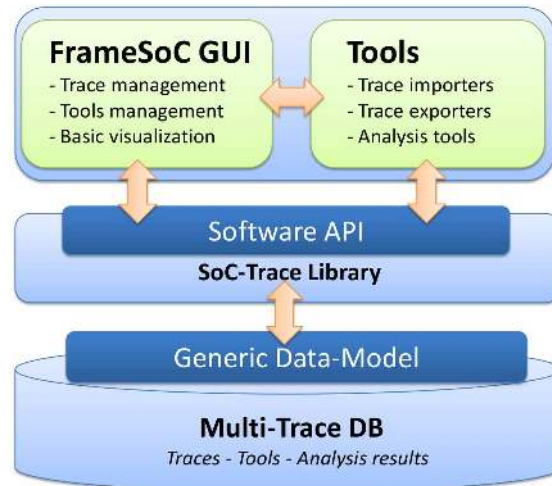 FrameSoC GUI
- Trace management
- Tools management
- Basic visualization
Tools
- Trace importers
- Trace exporters
- Analysis tools
Software API
SoC-Trace Library
Generic Data-Model
Multi-Trace DB
Traces - Tools - Analysis results